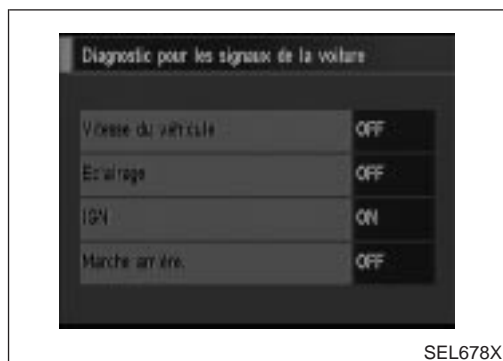 Diagnostic pour les signaux de la voiture
Vitesse du véhicule OFF
Eclairage OFF
IGN ON
Marche arrière. OFF
SEL678X